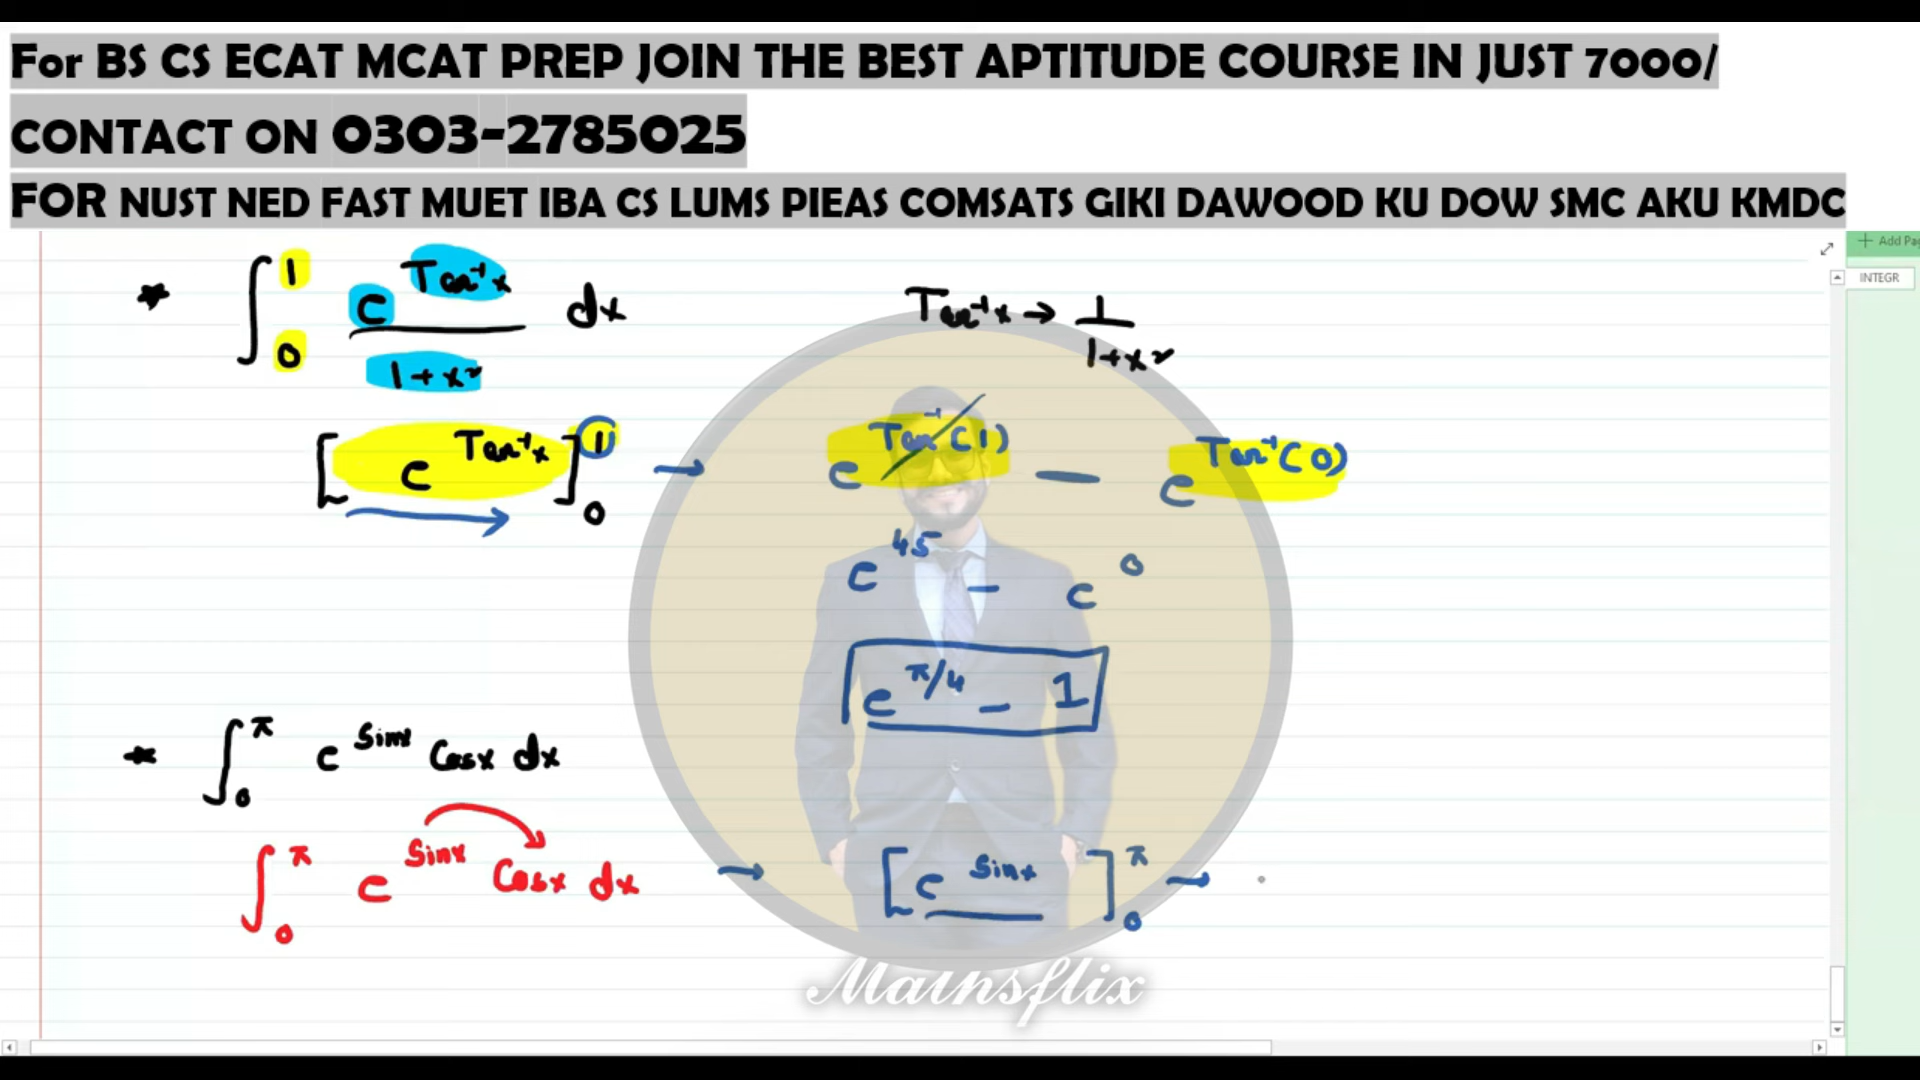 For BS CS ECAT MCAT PREP JOIN THE BEST APTITUDE COURSE IN JUST 7000/
CONTACT ON 0303-2785025
FOR NUST NED FAST MUET IBA CS LUMS PIEAS COMSATS GIKI DAWOOD KU DOW SMC AKU KMDC
+ Add Pag
INTEGR
* ∫₀¹ e^(Tan⁻¹x) / (1+x²) dx Tan⁻¹x → 1/(1+x²)
[e^(Tan⁻¹x)]₀¹ → e^(Tan⁻¹(1)) — e^(Tan⁻¹(0))
e^45 - e^0
e^(π/4) - 1
* ∫₀^π e^(Sinx) Cosx dx
∫₀^π e^(Sinx) Cosx dx → [e^(Sinx)]₀^π →
Mainsflix